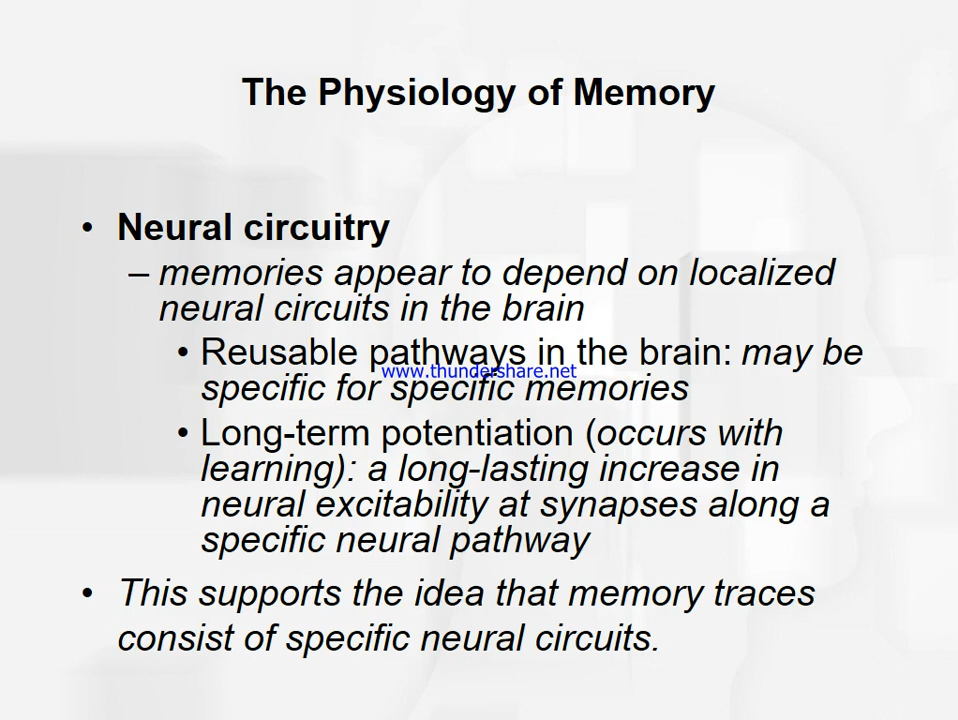 The Physiology of Memory
• Neural circuitry
– memories appear to depend on localized
neural circuits in the brain
• Reusable pathways in the brain: may be
www.thundershare.net
specific for specific memories
• Long-term potentiation (occurs with
learning): a long-lasting increase in
neural excitability at synapses along a
specific neural pathway
• This supports the idea that memory traces
consist of specific neural circuits.